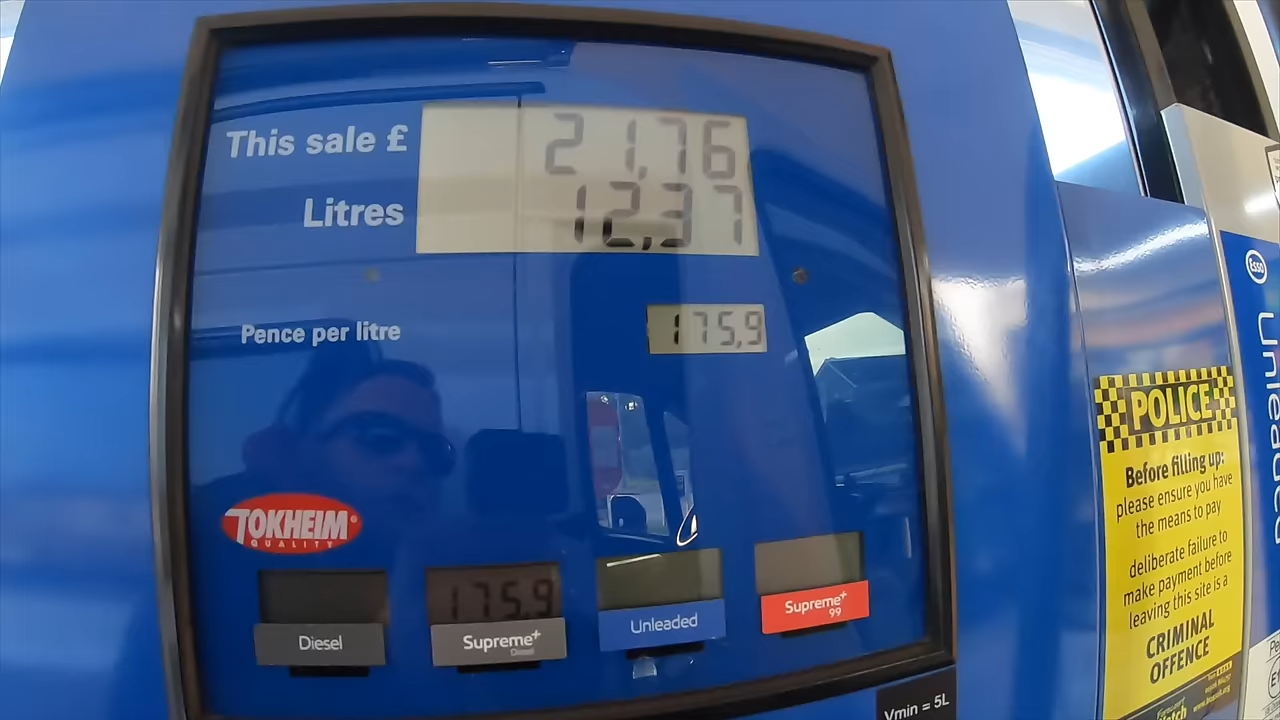 This sale £ 21,76
Litres 12,37
Pence per litre 175,9
TOKHEIM
QUALITY
175,9
Diesel
Supreme+
Diesel
Unleaded
Supreme+
99
Vmin = 5L
POLICE
Before filling up:
please ensure you have
the means to pay
deliberate failure to
make payment before
leaving this site is a
CRIMINAL
OFFENCE
Esso
Unleaded